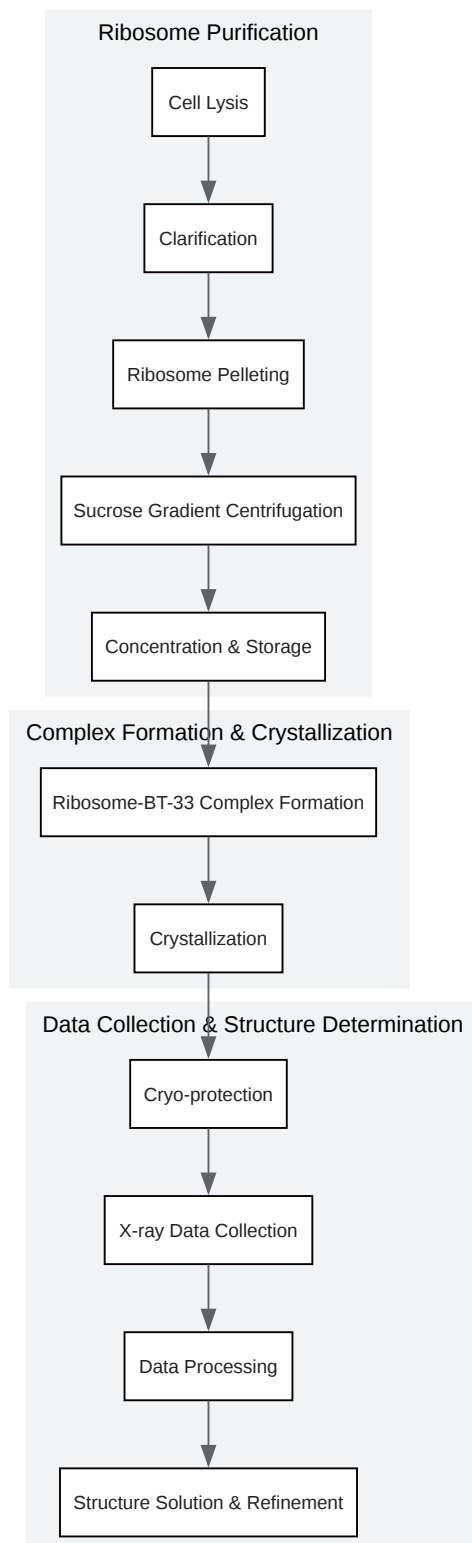 Ribosome Purification
Cell Lysis
Clarification
Ribosome Pelleting
Sucrose Gradient Centrifugation
Concentration & Storage
Complex Formation & Crystallization
Ribosome-BT-33 Complex Formation
Crystallization
Data Collection & Structure Determination
Cryo-protection
X-ray Data Collection
Data Processing
Structure Solution & Refinement